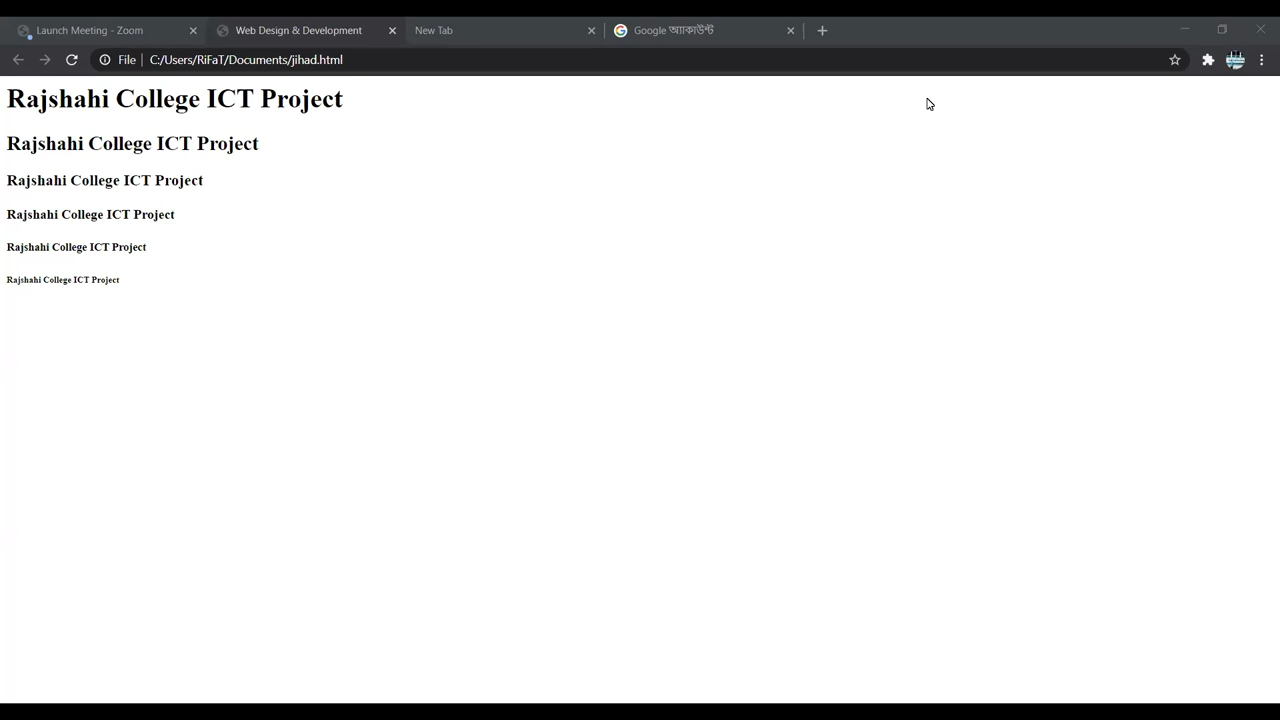 Launch Meeting - Zoom
Web Design & Development
New Tab
Google অ্যাকাউন্ট
File
C:/Users/RiFaT/Documents/jihad.html
Rajshahi College ICT Project
Rajshahi College ICT Project
Rajshahi College ICT Project
Rajshahi College ICT Project
Rajshahi College ICT Project
Rajshahi College ICT Project